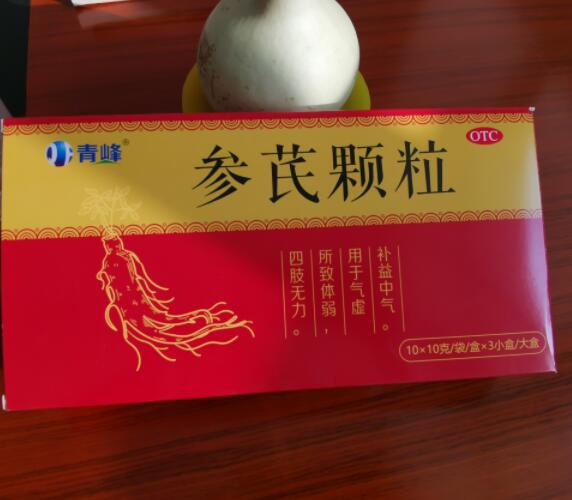 青峰®
参芪颗粒
OTC
补益中气。
用于气虚
所致体弱，
四肢无力。
10×10克/袋/盒×3小盒/大盒